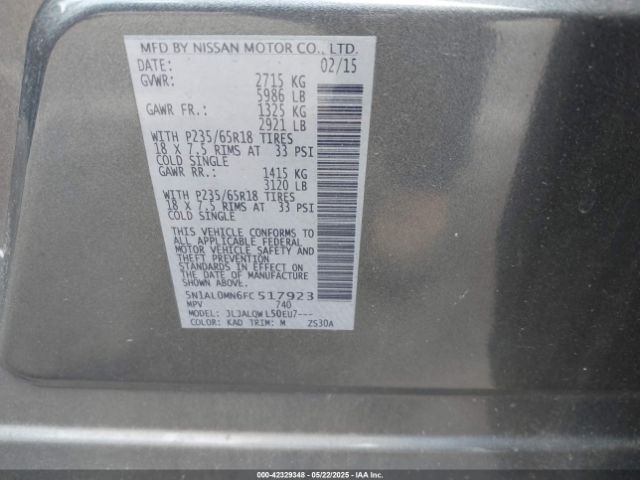 MFD BY NISSAN MOTOR CO., LTD.
DATE: 02/15
GVWR: 2715 KG
5986 LB
GAWR FR.: 1325 KG
2921 LB
WITH P235/65R18 TIRES
18 X 7.5 RIMS AT 33 PSI
COLD SINGLE
GAWR RR.: 1415 KG
3120 LB
WITH P235/65R18 TIRES
18 X 7.5 RIMS AT 33 PSI
COLD SINGLE
THIS VEHICLE CONFORMS TO
ALL APPLICABLE FEDERAL
MOTOR VEHICLE SAFETY AND
THEFT PREVENTION
STANDARDS IN EFFECT ON
THE DATE OF MANUFACTURE
SHOWN ABOVE.
5N1AL0MN6FC517923
MPV 740
MODEL: JLJALQWL50EU7---
COLOR: KAD TRIM: M ZS30A
000-42329348 - 05/22/2025 - IAA Inc.